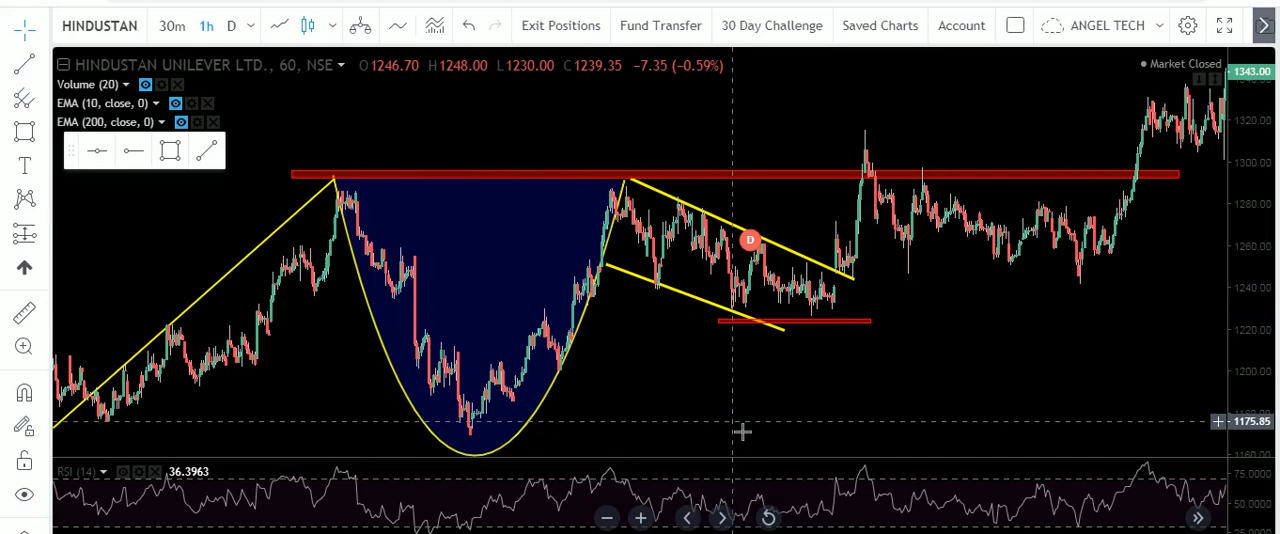 HINDUSTAN 30m 1h D Exit Positions Fund Transfer 30 Day Challenge Saved Charts Account ANGEL TECH
HINDUSTAN UNILEVER LTD., 60, NSE O1246.70 H1248.00 L1230.00 C1239.35 −7.35 (−0.59%) Market Closed
1343.00
Volume (20)
EMA (10, close, 0)
EMA (200, close, 0)
1320.00
1300.00
1280.00
D
1260.00
1240.00
1220.00
1200.00
1175.85
1160.00
RSI (14) 36.3963
75.0000
50.0000
T